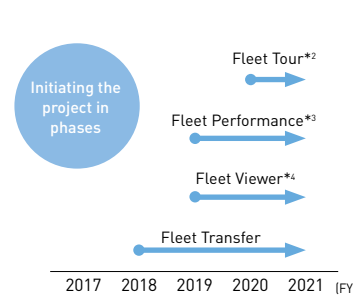 Fleet Tour*2
Initiating the
project in
phases
Fleet Performance*3
Fleet Viewer*4
Fleet Transfer
2017 2018 2019 2020 2021 (FY